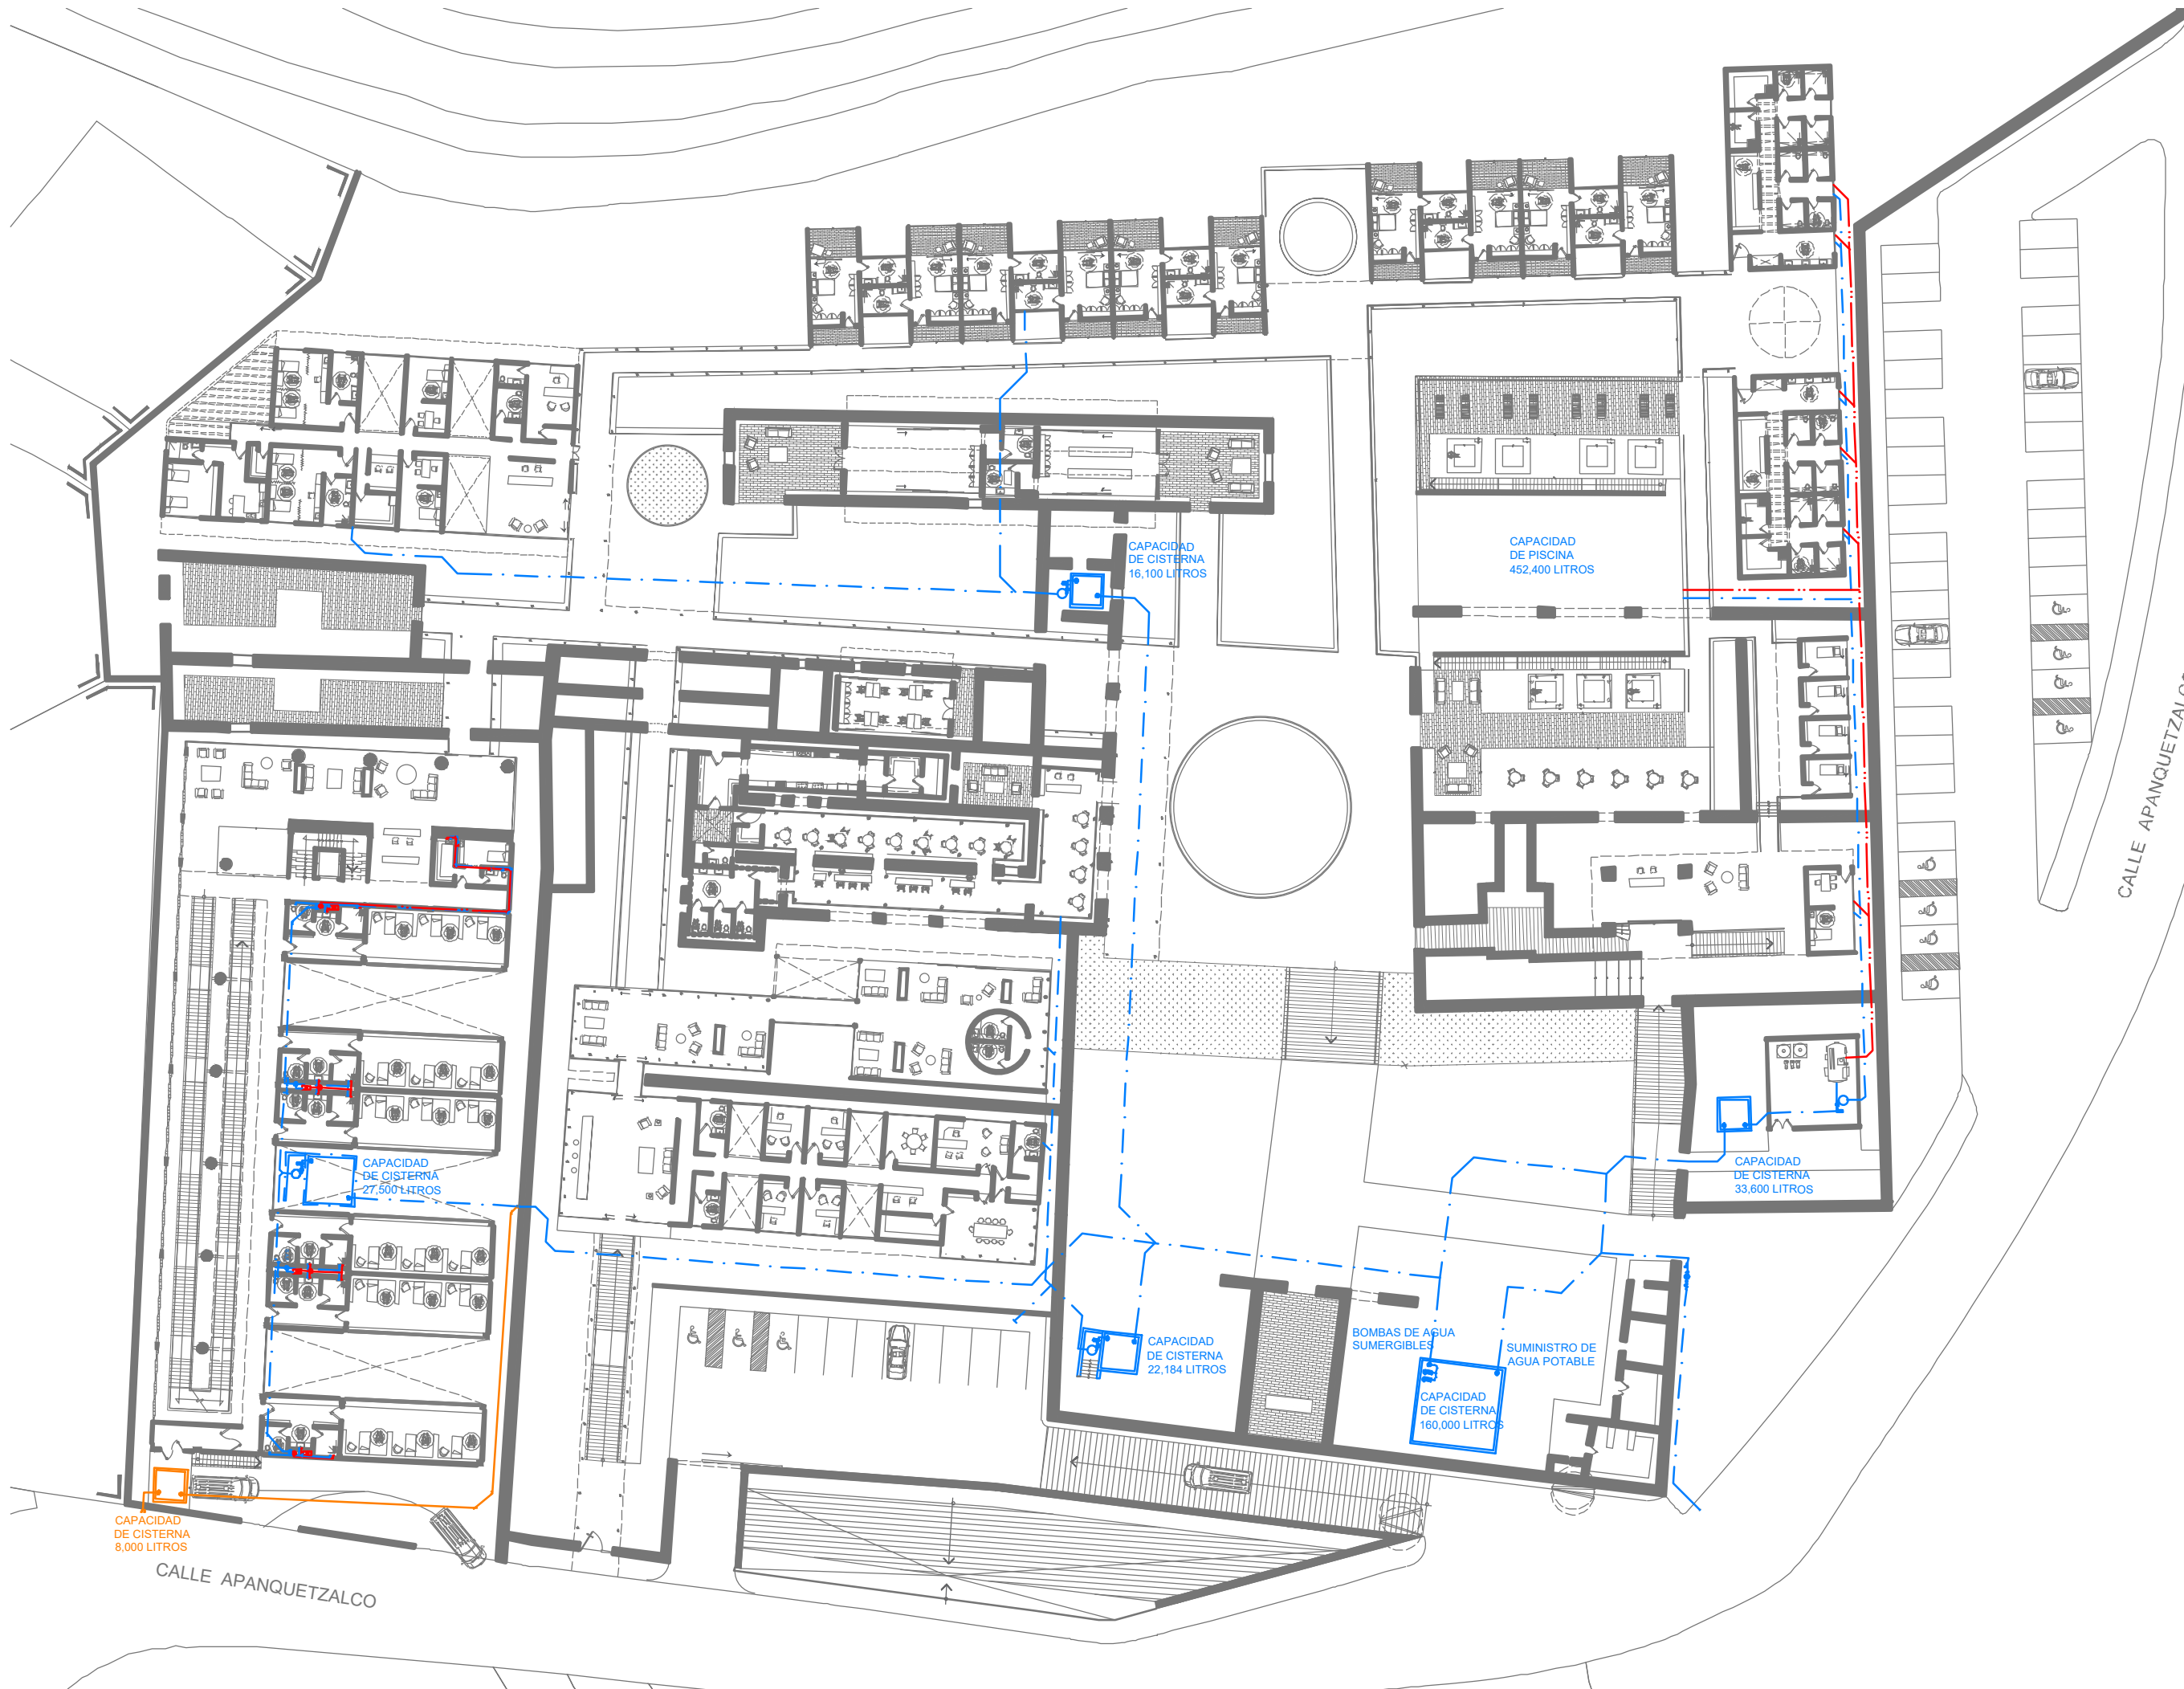 CAPACIDAD
DE CISTERNA
16,100 LITROS
CAPACIDAD
DE PISCINA
452,400 LITROS
CALLE APANQUETZALCO
CAPACIDAD
DE CISTERNA
27,500 LITROS
CAPACIDAD
DE CISTERNA
33,600 LITROS
BOMBAS DE AGUA
SUMERGIBLES
SUMINISTRO DE
AGUA POTABLE
CAPACIDAD
DE CISTERNA
22,184 LITROS
CAPACIDAD
DE CISTERNA
160,000 LITROS
CAPACIDAD
DE CISTERNA
8,000 LITROS
CALLE APANQUETZALCO